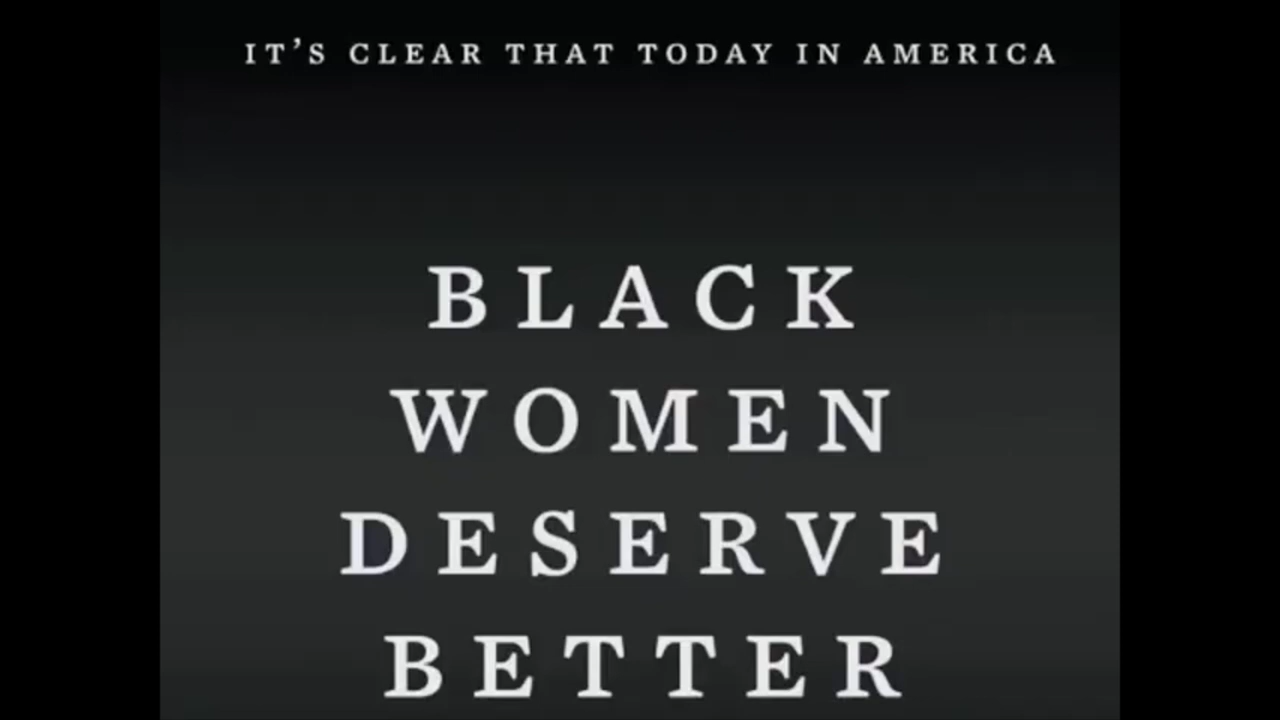 IT'S CLEAR THAT TODAY IN AMERICA
BLACK
WOMEN
DESERVE
BETTER